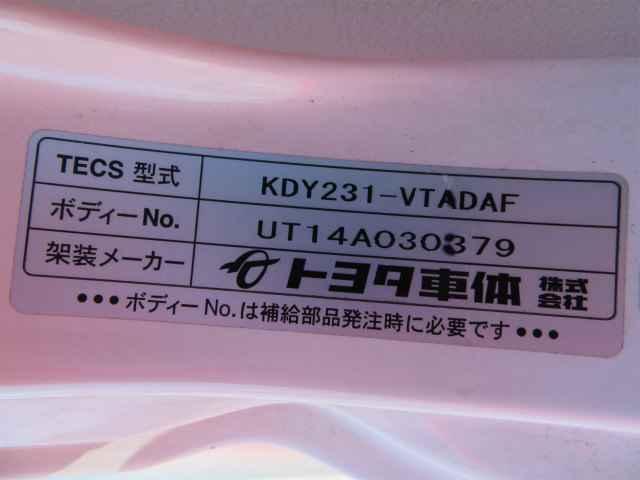 TECS 型式 KDY231-VTADAF
ボディーNo. UT14A030379
架装メーカー トヨタ車体 株式会社
●●● ボディー No.は補給部品発注時に必要です ●●●